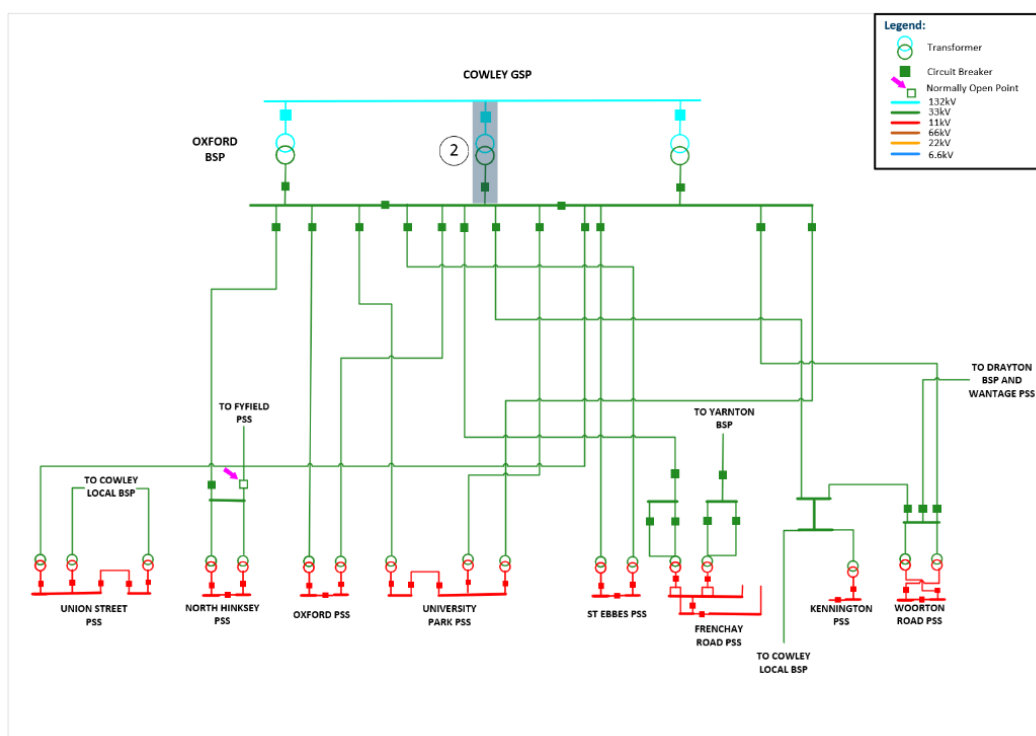 Legend:
Transformer
Circuit Breaker
Normally Open Point
132kV
33kV
11kV
66kV
22kV
6.6kV
COWLEY GSP
OXFORD
BSP
2
TO DRAYTON
BSP AND
WANTAGE PSS
TO FYFIELD
PSS
TO YARNTON
BSP
TO COWLEY
LOCAL BSP
UNION STREET
PSS
NORTH HINKSEY
PSS
OXFORD PSS
UNIVERSITY
PARK PSS
ST EBBES PSS
FRENCHAY
ROAD PSS
KENNINGTON
PSS
WOORTON
ROAD PSS
TO COWLEY
LOCAL BSP